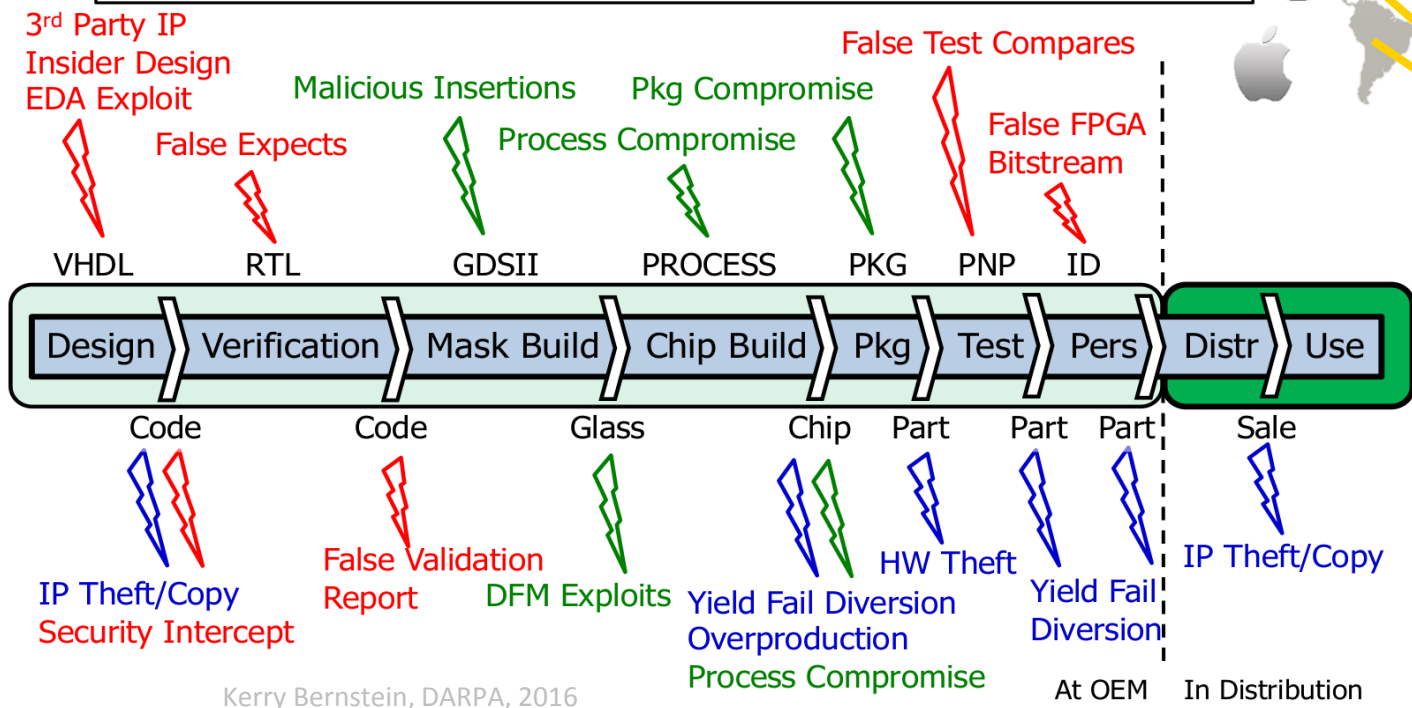 3rd Party IP
Insider Design
EDA Exploit
False Expects
Malicious Insertions
Process Compromise
Pkg Compromise
False Test Compares
False FPGA
Bitstream
VHDL RTL GDSII PROCESS PKG PNP ID
Design Verification Mask Build Chip Build Pkg Test Pers Distr Use
Code Code Glass Chip Part Part Part Sale
IP Theft/Copy
Security Intercept
False Validation
Report
DFM Exploits
Yield Fail Diversion
Overproduction
Process Compromise
HW Theft
Yield Fail
Diversion
IP Theft/Copy
Kerry Bernstein, DARPA, 2016
At OEM In Distribution